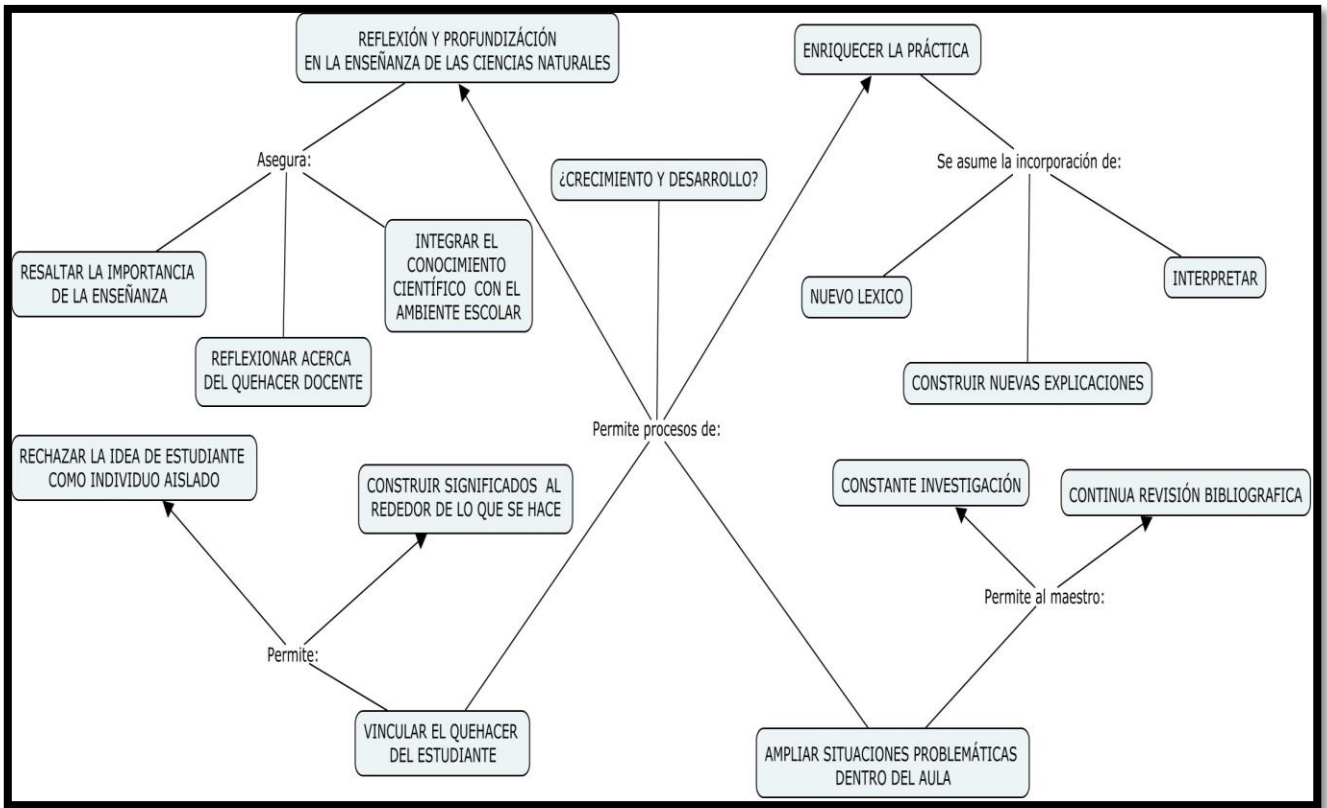 REFLEXIÓN Y PROFUNDIZÁCIÓN
EN LA ENSEÑANZA DE LAS CIENCIAS NATURALES
ENRIQUECER LA PRÁCTICA
Asegura:
Se asume la incorporación de:
¿CRECIMIENTO Y DESARROLLO?
RESALTAR LA IMPORTANCIA
DE LA ENSEÑANZA
INTEGRAR EL
CONOCIMIENTO
CIENTÍFICO CON EL
AMBIENTE ESCOLAR
REFLEXIONAR ACERCA
DEL QUEHACER DOCENTE
NUEVO LEXICO
INTERPRETAR
CONSTRUIR NUEVAS EXPLICACIONES
Permite procesos de:
RECHAZAR LA IDEA DE ESTUDIANTE
COMO INDIVIDUO AISLADO
CONSTRUIR SIGNIFICADOS AL
REDEDOR DE LO QUE SE HACE
CONSTANTE INVESTIGACIÓN
CONTINUA REVISIÓN BIBLIOGRAFICA
Permite:
Permite al maestro:
VINCULAR EL QUEHACER
DEL ESTUDIANTE
AMPLIAR SITUACIONES PROBLEMÁTICAS
DENTRO DEL AULA